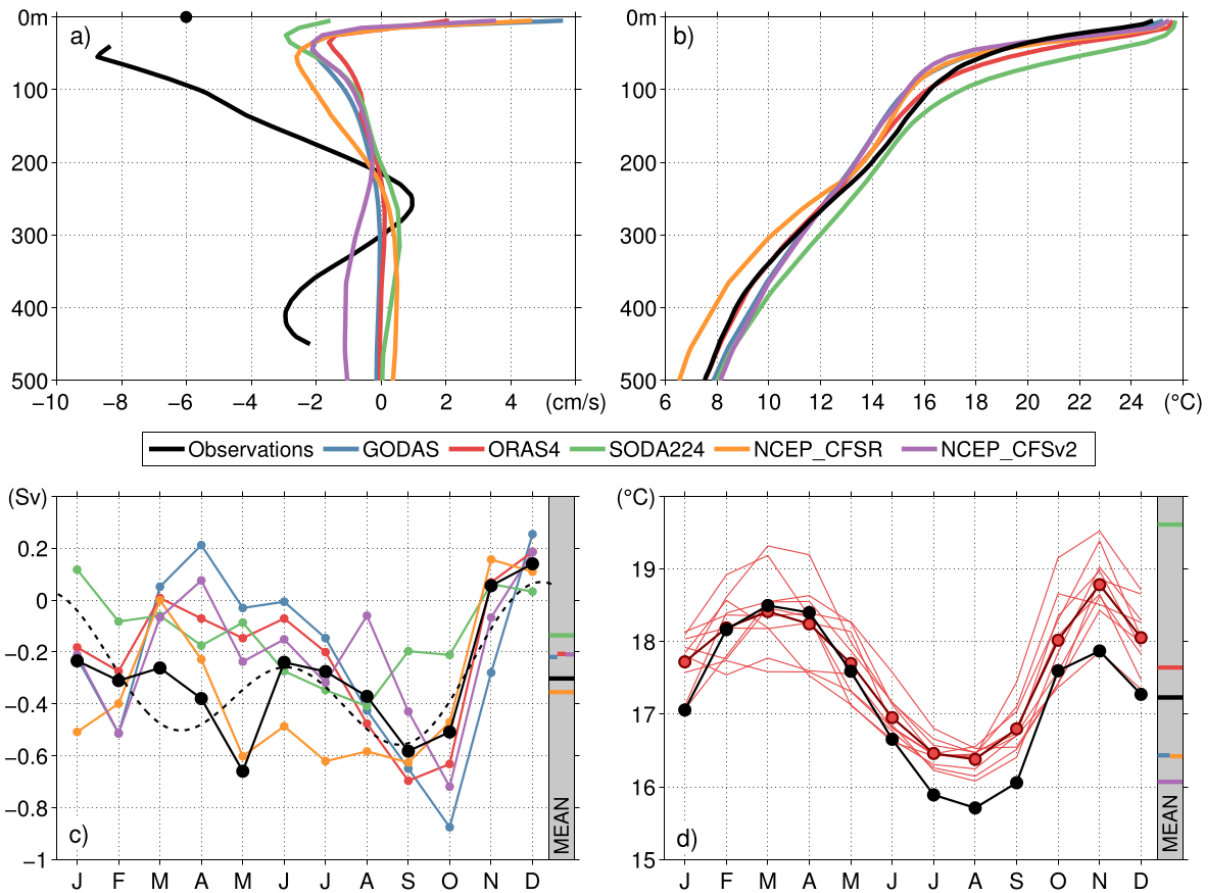 a)
0m
100
200
300
400
500
−10 −8 −6 −4 −2 0 2 4 (cm/s)
b)
0m
100
200
300
400
500
6 8 10 12 14 16 18 20 22 24 (°C)
Observations GODAS ORAS4 SODA224 NCEP_CFSR NCEP_CFSv2
(Sv)
0.2
0
−0.2
−0.4
−0.6
−0.8
−1
c)
MEAN
J F M A M J J A S O N D
(°C)
19
18
17
16
15
d)
MEAN
J F M A M J J A S O N D